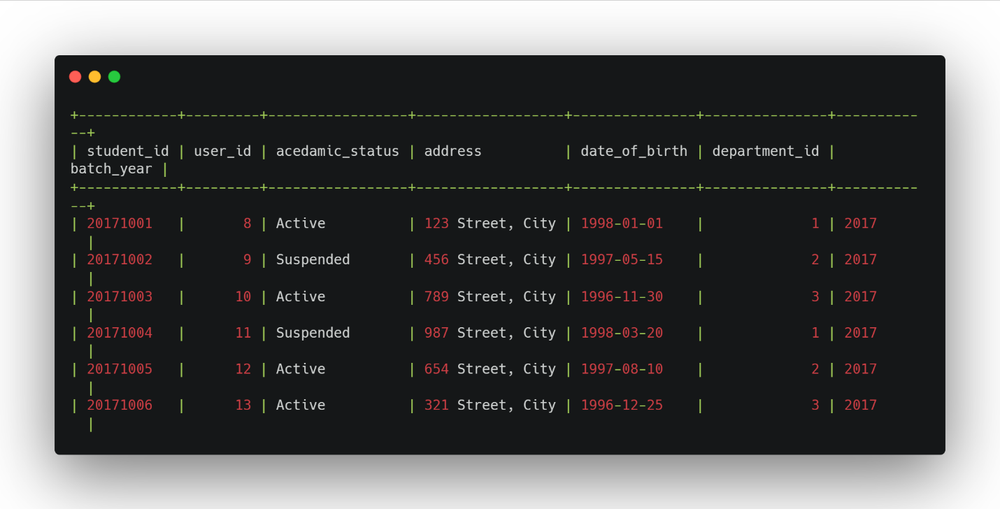 +------------+---------+-----------------+------------------+---------------+---------------+----------
--+
| student_id | user_id | acedamic_status | address          | date_of_birth | department_id |
batch_year |
+------------+---------+-----------------+------------------+---------------+---------------+----------
--+
| 20171001   |       8 | Active          | 123 Street, City | 1998-01-01    |             1 | 2017
  |
| 20171002   |       9 | Suspended       | 456 Street, City | 1997-05-15    |             2 | 2017
  |
| 20171003   |      10 | Active          | 789 Street, City | 1996-11-30    |             3 | 2017
  |
| 20171004   |      11 | Suspended       | 987 Street, City | 1998-03-20    |             1 | 2017
  |
| 20171005   |      12 | Active          | 654 Street, City | 1997-08-10    |             2 | 2017
  |
| 20171006   |      13 | Active          | 321 Street, City | 1996-12-25    |             3 | 2017
  |